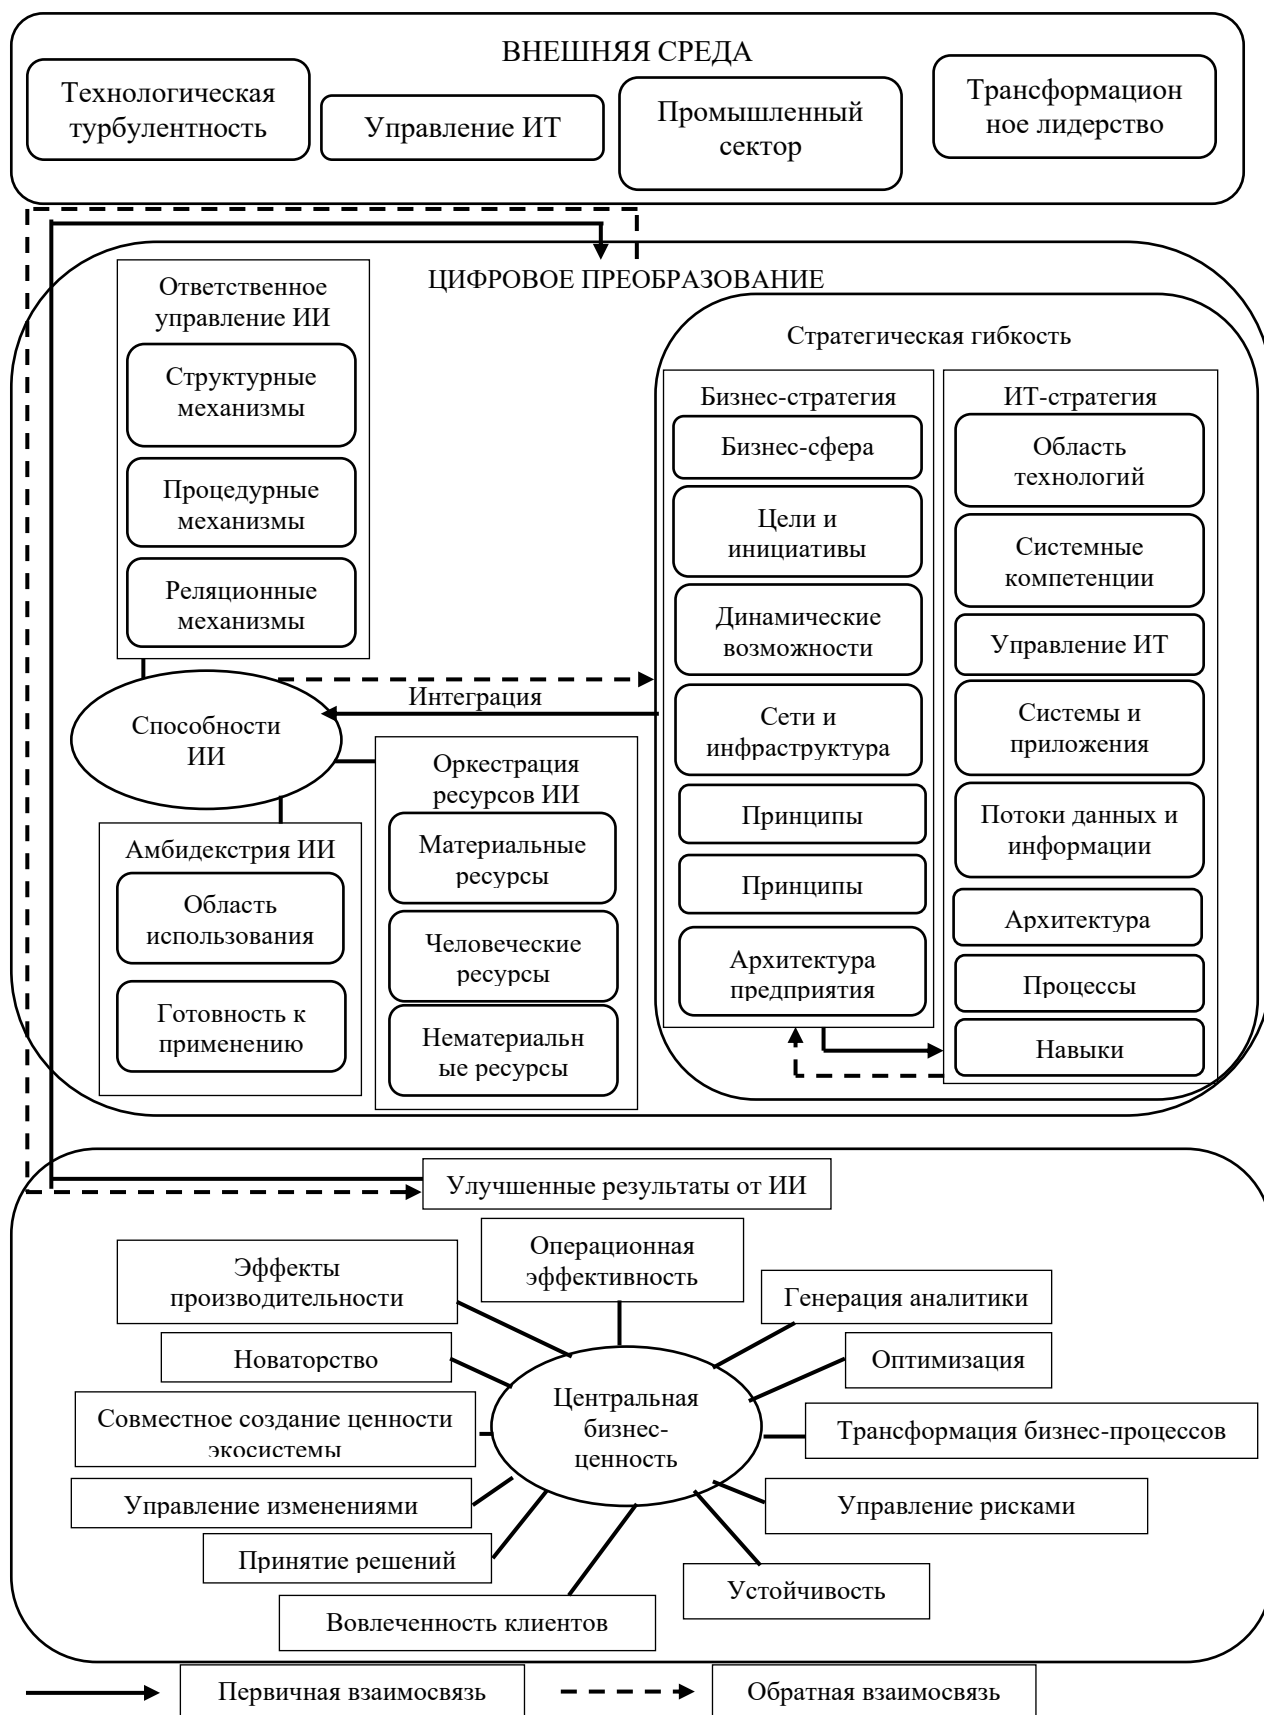 ВНЕШНЯЯ СРЕДА
Технологическая
турбулентность
Управление ИТ
Промышленный
сектор
Трансформацион
ное лидерство
ЦИФРОВОЕ ПРЕОБРАЗОВАНИЕ
Ответственное
управление ИИ
Структурные
механизмы
Процедурные
механизмы
Реляционные
механизмы
Способности
ИИ
Интеграция
Амбидекстрия ИИ
Область
использования
Готовность к
применению
Оркестрация
ресурсов ИИ
Материальные
ресурсы
Человеческие
ресурсы
Нематериальн
ые ресурсы
Стратегическая гибкость
Бизнес-стратегия
Бизнес-сфера
Цели и
инициативы
Динамические
возможности
Сети и
инфраструктура
Принципы
Принципы
Архитектура
предприятия
ИТ-стратегия
Область
технологий
Системные
компетенции
Управление ИТ
Системы и
приложения
Потоки данных и
информации
Архитектура
Процессы
Навыки
Улучшенные результаты от ИИ
Операционная
эффективность
Эффекты
производительности
Генерация аналитики
Новаторство
Оптимизация
Центральная
бизнес-
ценность
Совместное создание ценности
экосистемы
Трансформация бизнес-процессов
Управление изменениями
Управление рисками
Принятие решений
Устойчивость
Вовлеченность клиентов
Первичная взаимосвязь
Обратная взаимосвязь